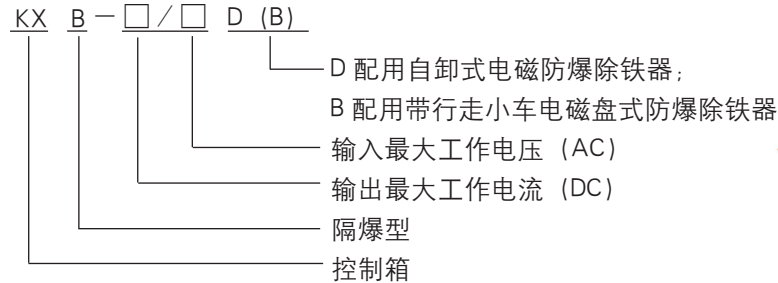 KX B－□/□ D (B)
D 配用自卸式电磁防爆除铁器；
B 配用带行走小车电磁盘式防爆除铁器
输入最大工作电压 (AC)
输出最大工作电流 (DC)
隔爆型
控制箱